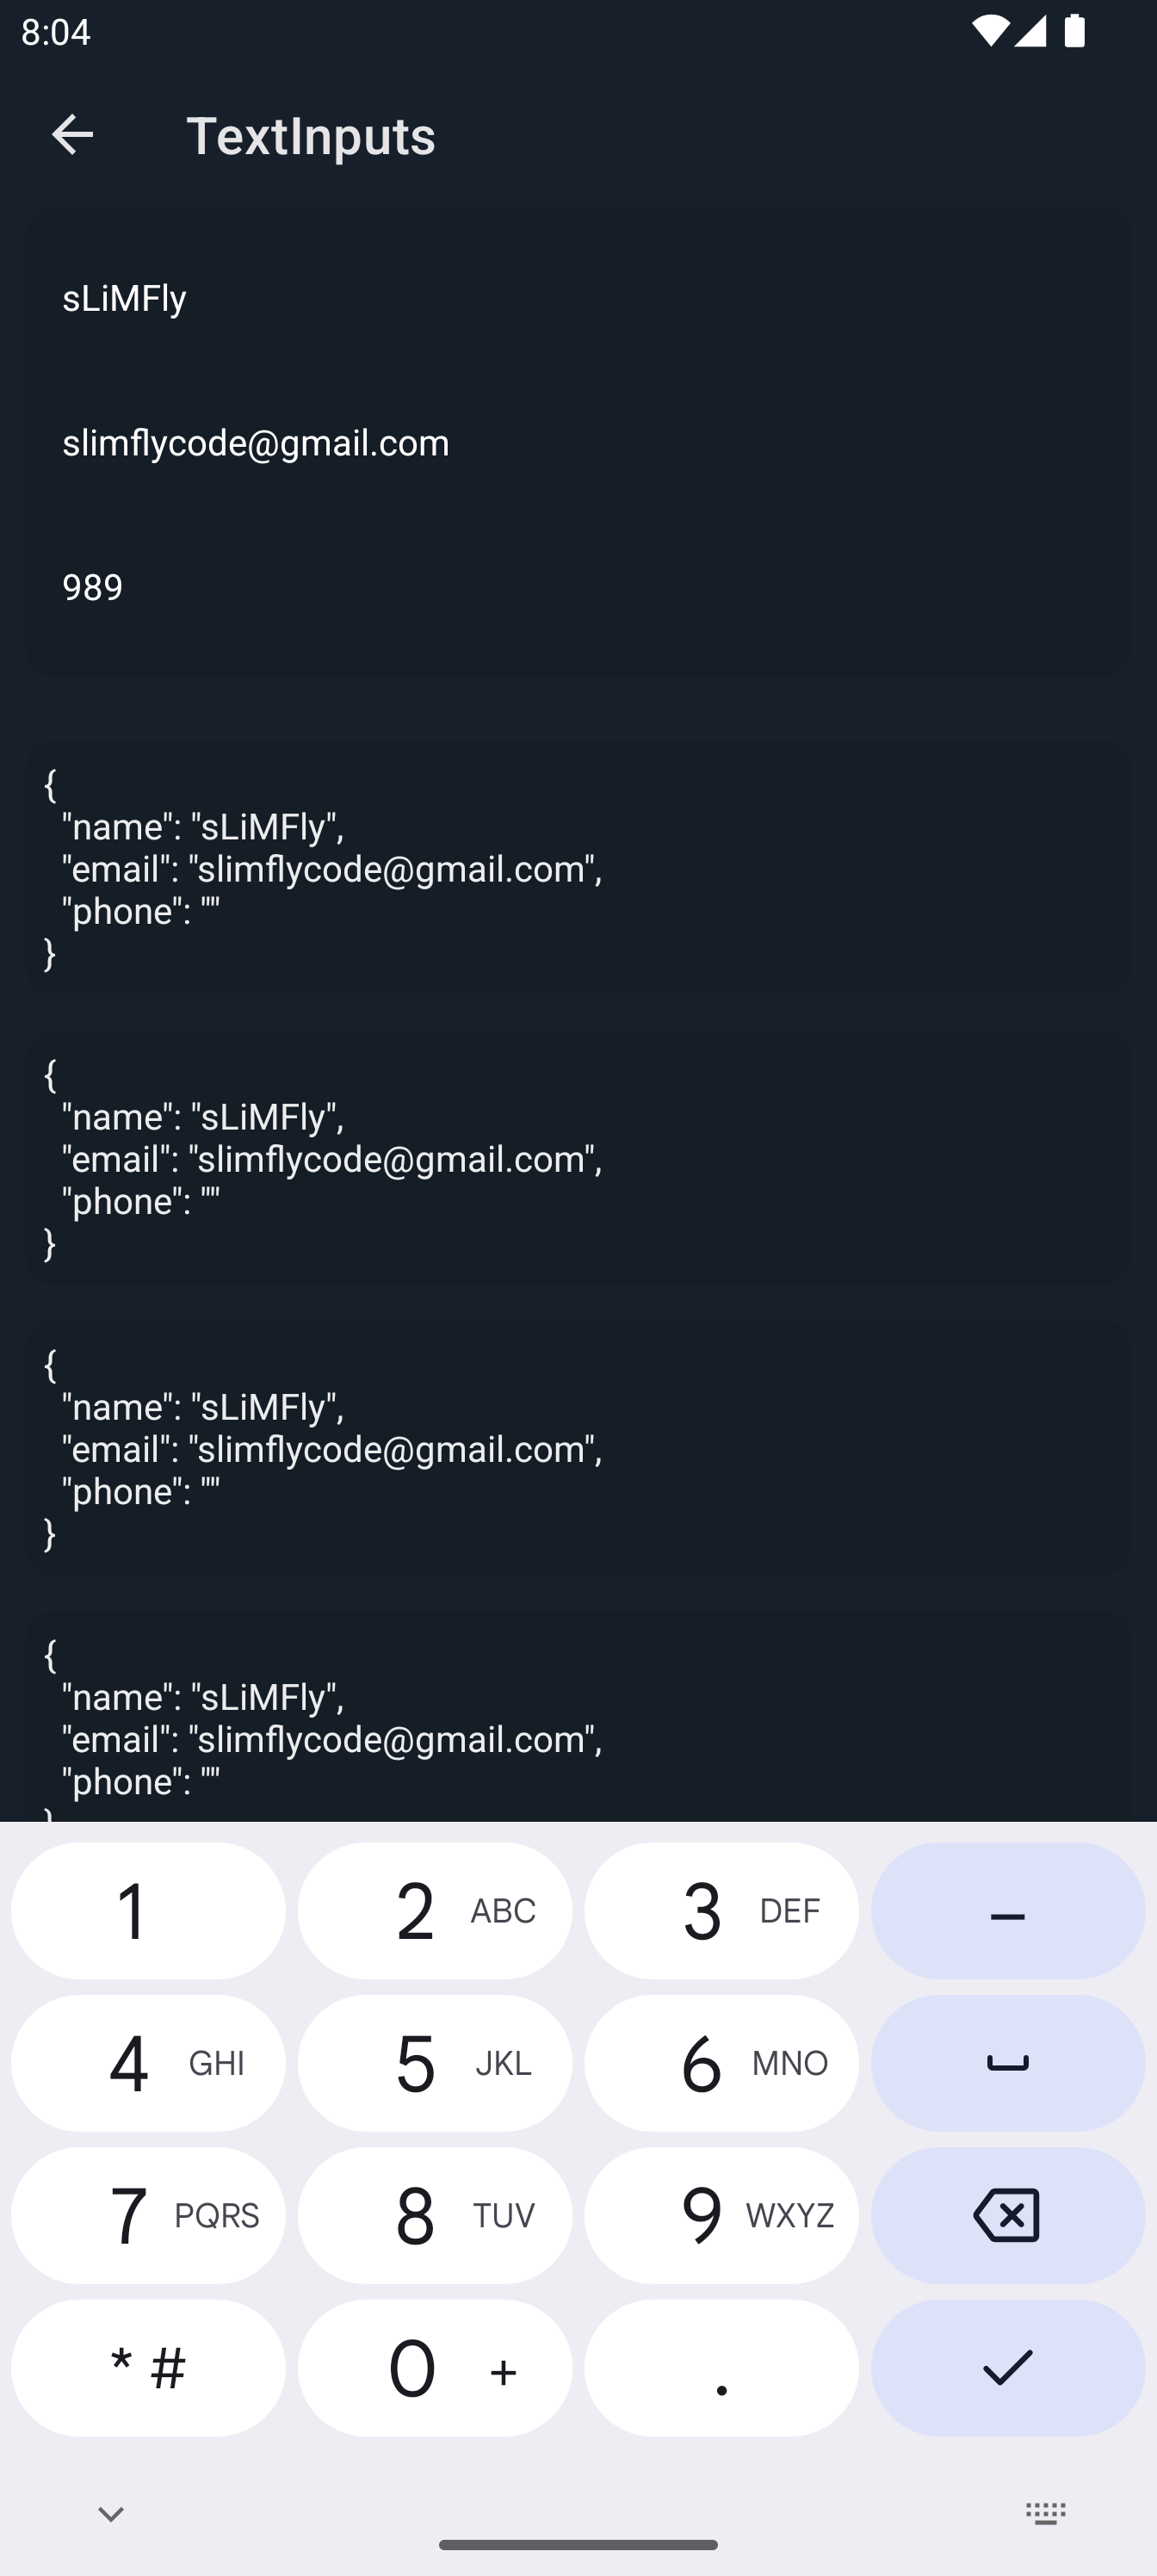 8:04
TextInputs
sLiMFly
slimflycode@gmail.com
989
{
"name": "sLiMFly",
"email": "slimflycode@gmail.com",
"phone": ""
}
{
"name": "sLiMFly",
"email": "slimflycode@gmail.com",
"phone": ""
}
{
"name": "sLiMFly",
"email": "slimflycode@gmail.com",
"phone": ""
}
{
"name": "sLiMFly",
"email": "slimflycode@gmail.com",
"phone": ""
}
1 2 ABC 3 DEF –
4 GHI 5 JKL 6 MNO
7 PQRS 8 TUV 9 WXYZ
* # 0 + .